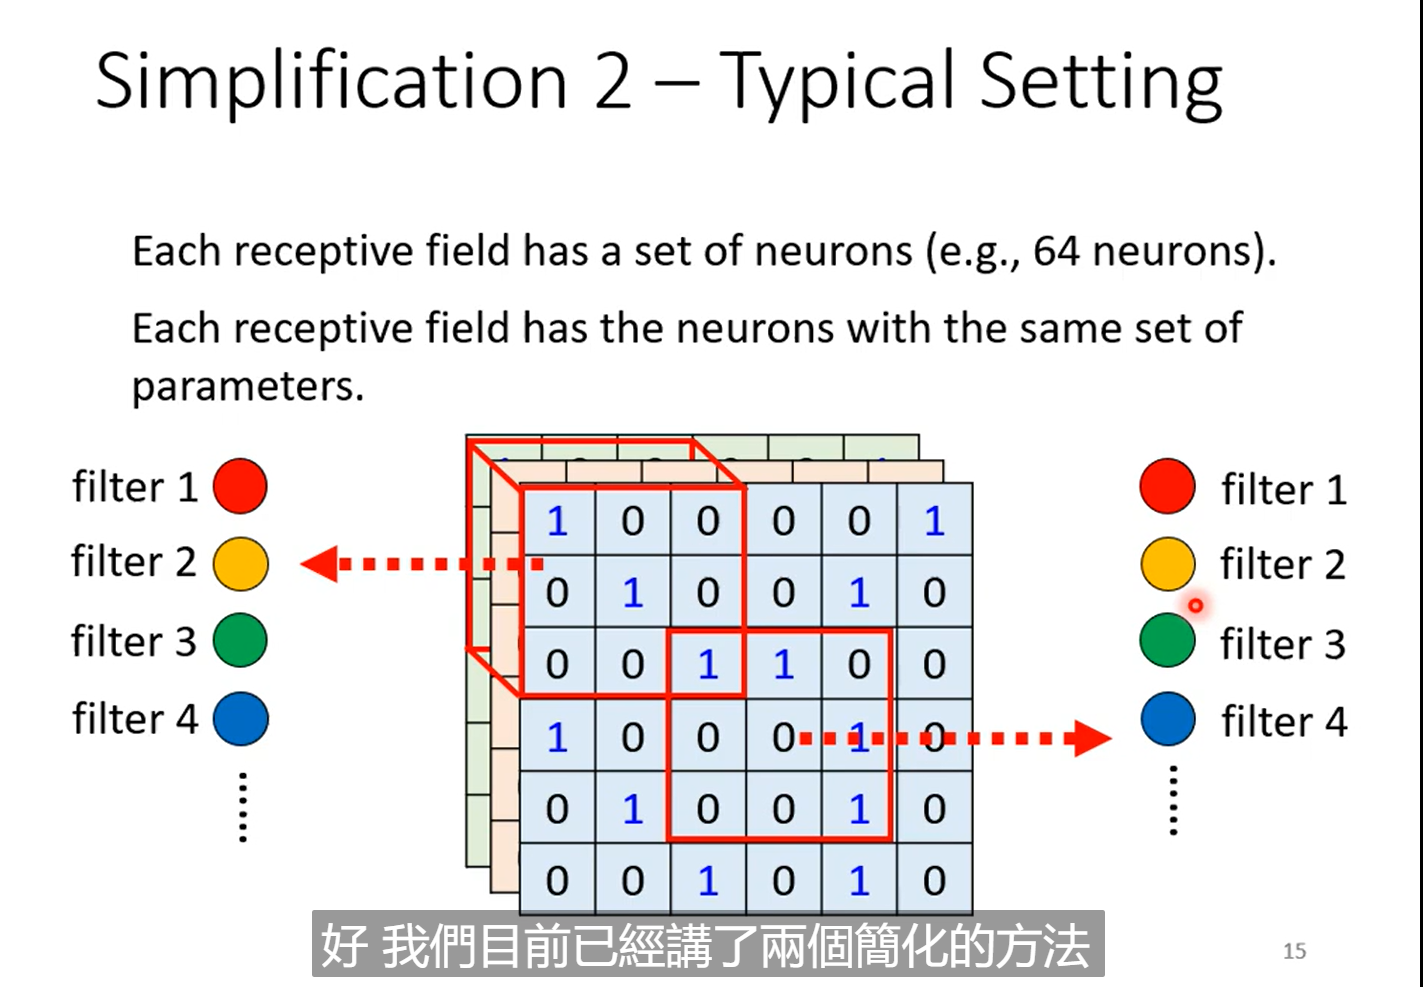 Simplification 2 – Typical Setting
Each receptive field has a set of neurons (e.g., 64 neurons).
Each receptive field has the neurons with the same set of
parameters.
filter 1
filter 2
filter 3
filter 4
1 0 0 0 0 1
0 1 0 0 1 0
0 0 1 1 0 0
1 0 0 0 1 0
0 1 0 0 1 0
0 0 1 0 1 0
filter 1
filter 2
filter 3
filter 4
好 我們目前已經講了兩個簡化的方法
15